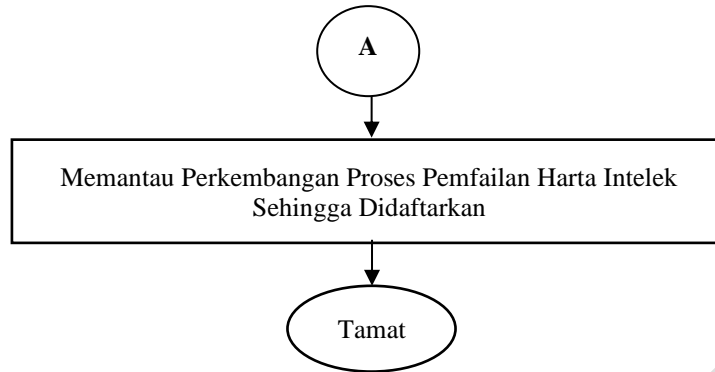 A
Memantau Perkembangan Proses Pemfailan Harta Intelek
Sehingga Didaftarkan
Tamat